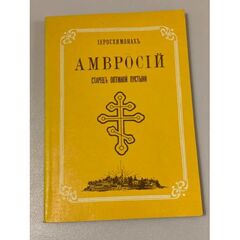 ІЕРОСХИМОНАХЪ
АМВРОСІЙ
СТАРЕЦЪ ОПТИНОЙ ПУСТЫНИ